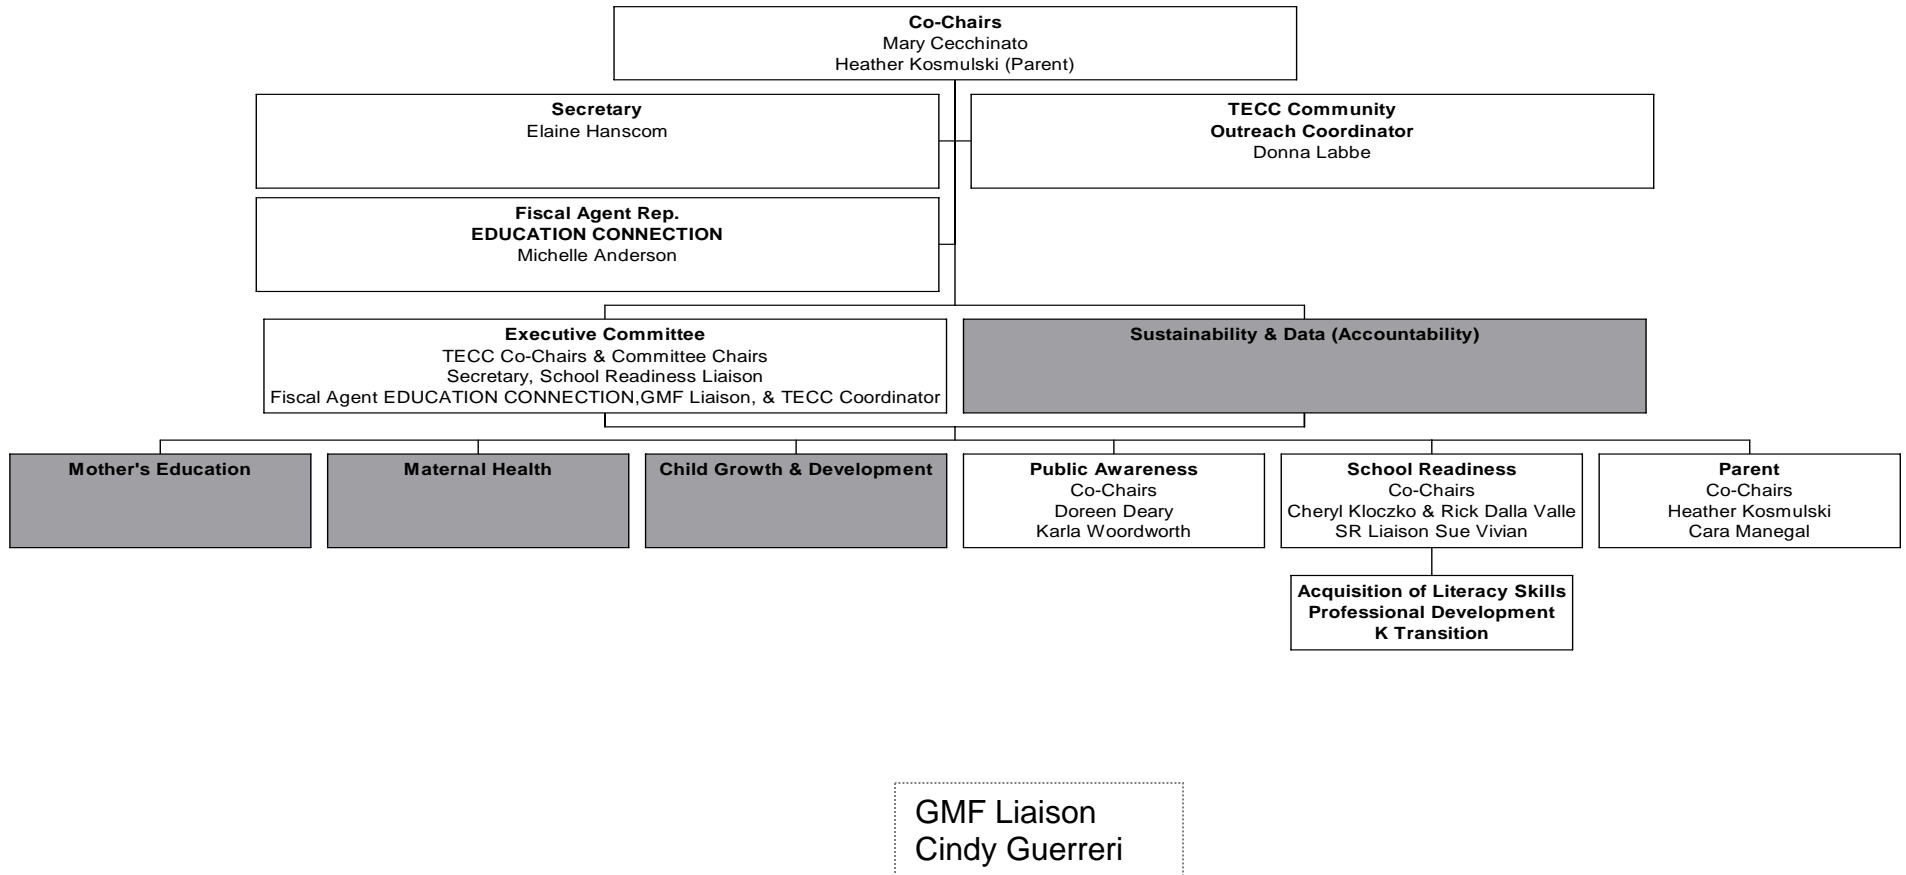 Co-Chairs
Mary Cecchinato
Heather Kosmulski (Parent)
Secretary
Elaine Hanscom
TECC Community
Outreach Coordinator
Donna Labbe
Fiscal Agent Rep.
EDUCATION CONNECTION
Michelle Anderson
Executive Committee
TECC Co-Chairs & Committee Chairs
Secretary, School Readiness Liaison
Fiscal Agent EDUCATION CONNECTION,GMF Liaison, & TECC Coordinator
Sustainability & Data (Accountability)
Mother's Education
Maternal Health
Child Growth & Development
Public Awareness
Co-Chairs
Doreen Deary
Karla Woordworth
School Readiness
Co-Chairs
Cheryl Kloczko & Rick Dalla Valle
SR Liaison Sue Vivian
Parent
Co-Chairs
Heather Kosmulski
Cara Manegal
Acquisition of Literacy Skills
Professional Development
K Transition
GMF Liaison
Cindy Guerreri